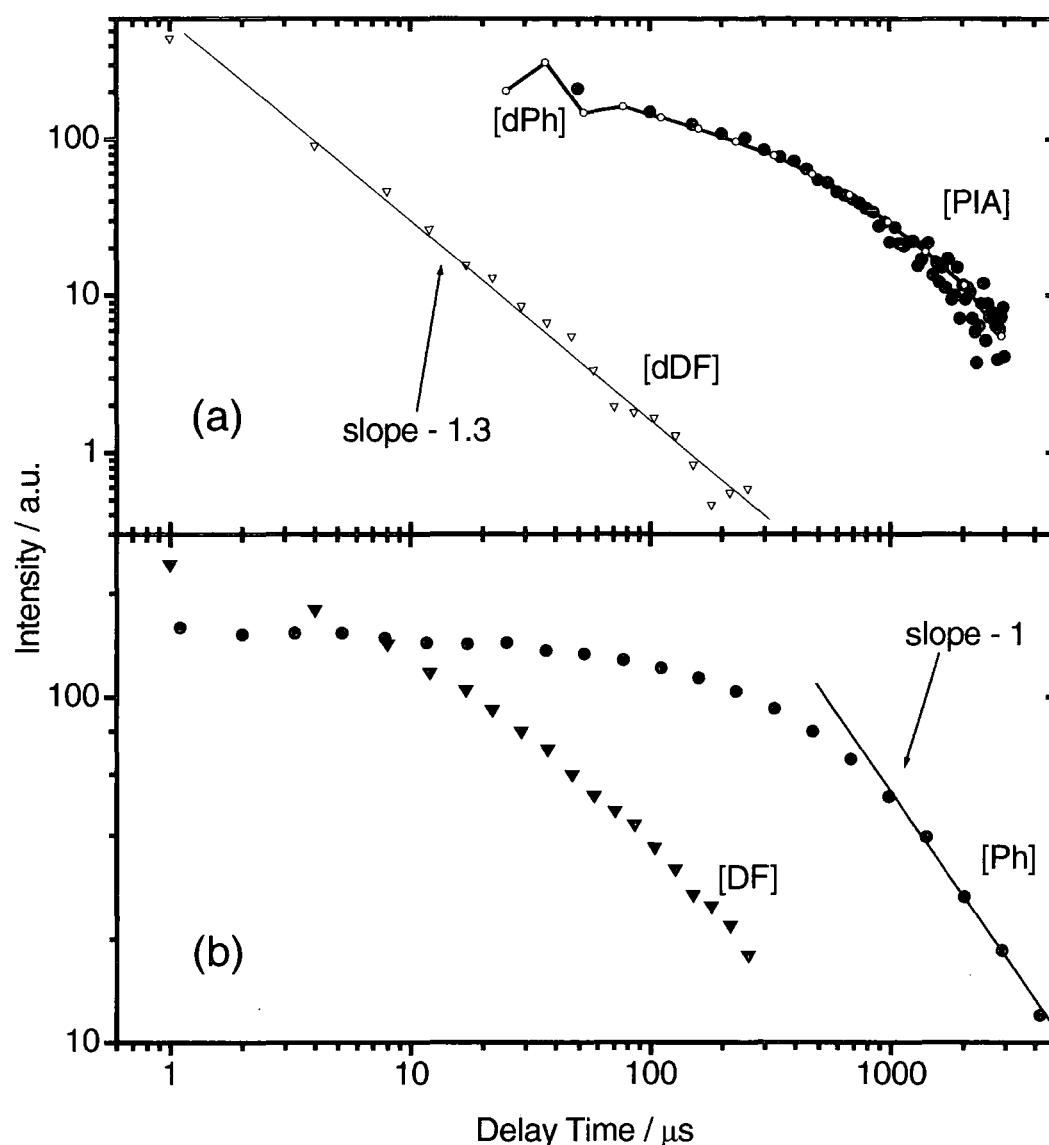 100
[dPh]
[PIA]
10
[dDF]
(a)
slope - 1.3
1
Intensity / a.u.
slope - 1
100
[DF]
[Ph]
(b)
10
1 10 100 1000
Delay Time / μs